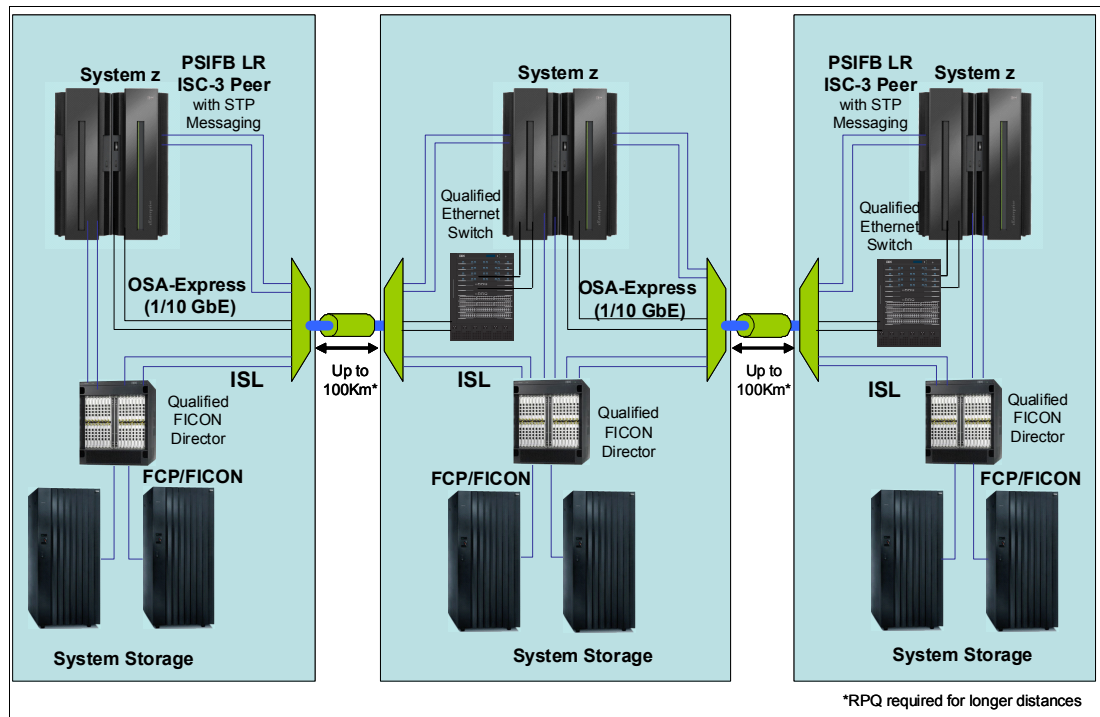 PSIFB LR
ISC-3 Peer
with STP
Messaging
System z
OSA-Express
(1/10 GbE)
ISL
Qualified
FICON
Director
FCP/FICON
System Storage
Up to
100Km*
System z
Qualified
Ethernet
Switch
OSA-Express
(1/10 GbE)
ISL
Qualified
FICON
Director
FCP/FICON
System Storage
Up to
100Km*
PSIFB LR
ISC-3 Peer
with STP
Messaging
System z
Qualified
Ethernet
Switch
ISL
Qualified
FICON
Director
FCP/FICON
System Storage
*RPQ required for longer distances